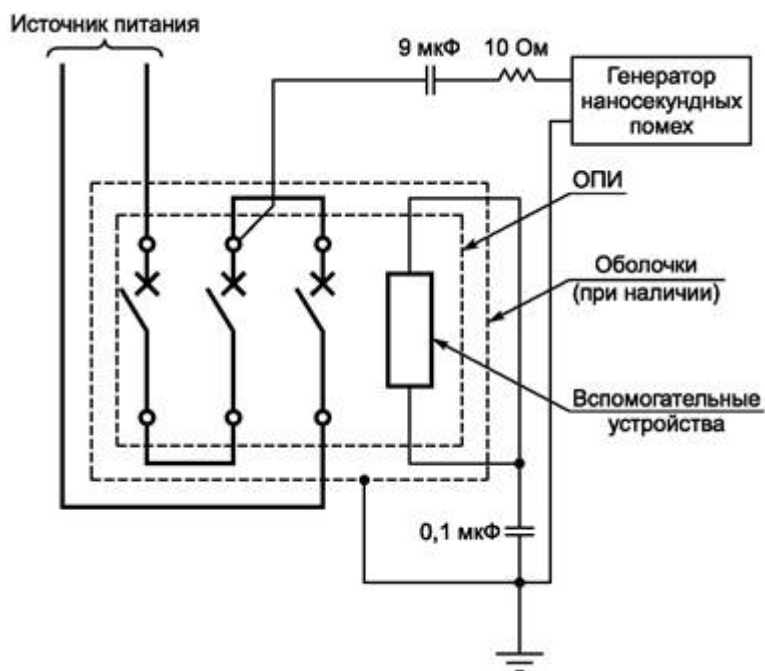 Источник питания
9 мкФ
10 Ом
Генератор
наносекундных
помех
ОПИ
Оболочки
(при наличии)
Вспомогательные
устройства
0,1 мкФ